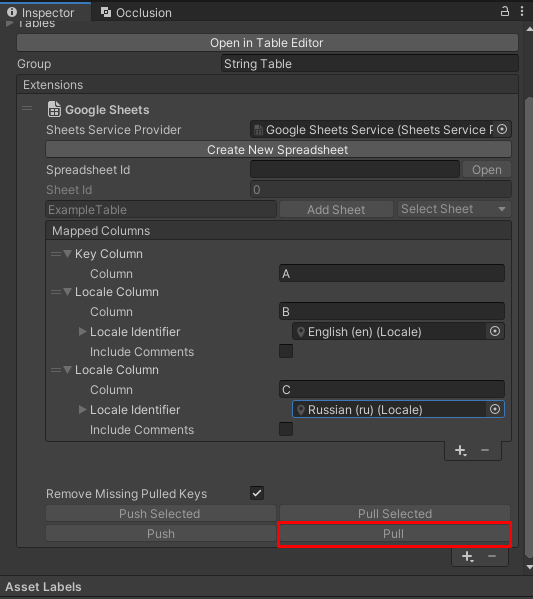 Inspector Occlusion
Tables
Open in Table Editor
Group String Table
Extensions
Google Sheets
Sheets Service Provider Google Sheets Service (Sheets Service P
Create New Spreadsheet
Spreadsheet Id Open
Sheet Id 0
ExampleTable Add Sheet Select Sheet
Mapped Columns
Key Column
Column A
Locale Column
Column B
Locale Identifier English (en) (Locale)
Include Comments
Locale Column
Column C
Locale Identifier Russian (ru) (Locale)
Include Comments
Remove Missing Pulled Keys
Push Selected Pull Selected
Push Pull
Asset Labels